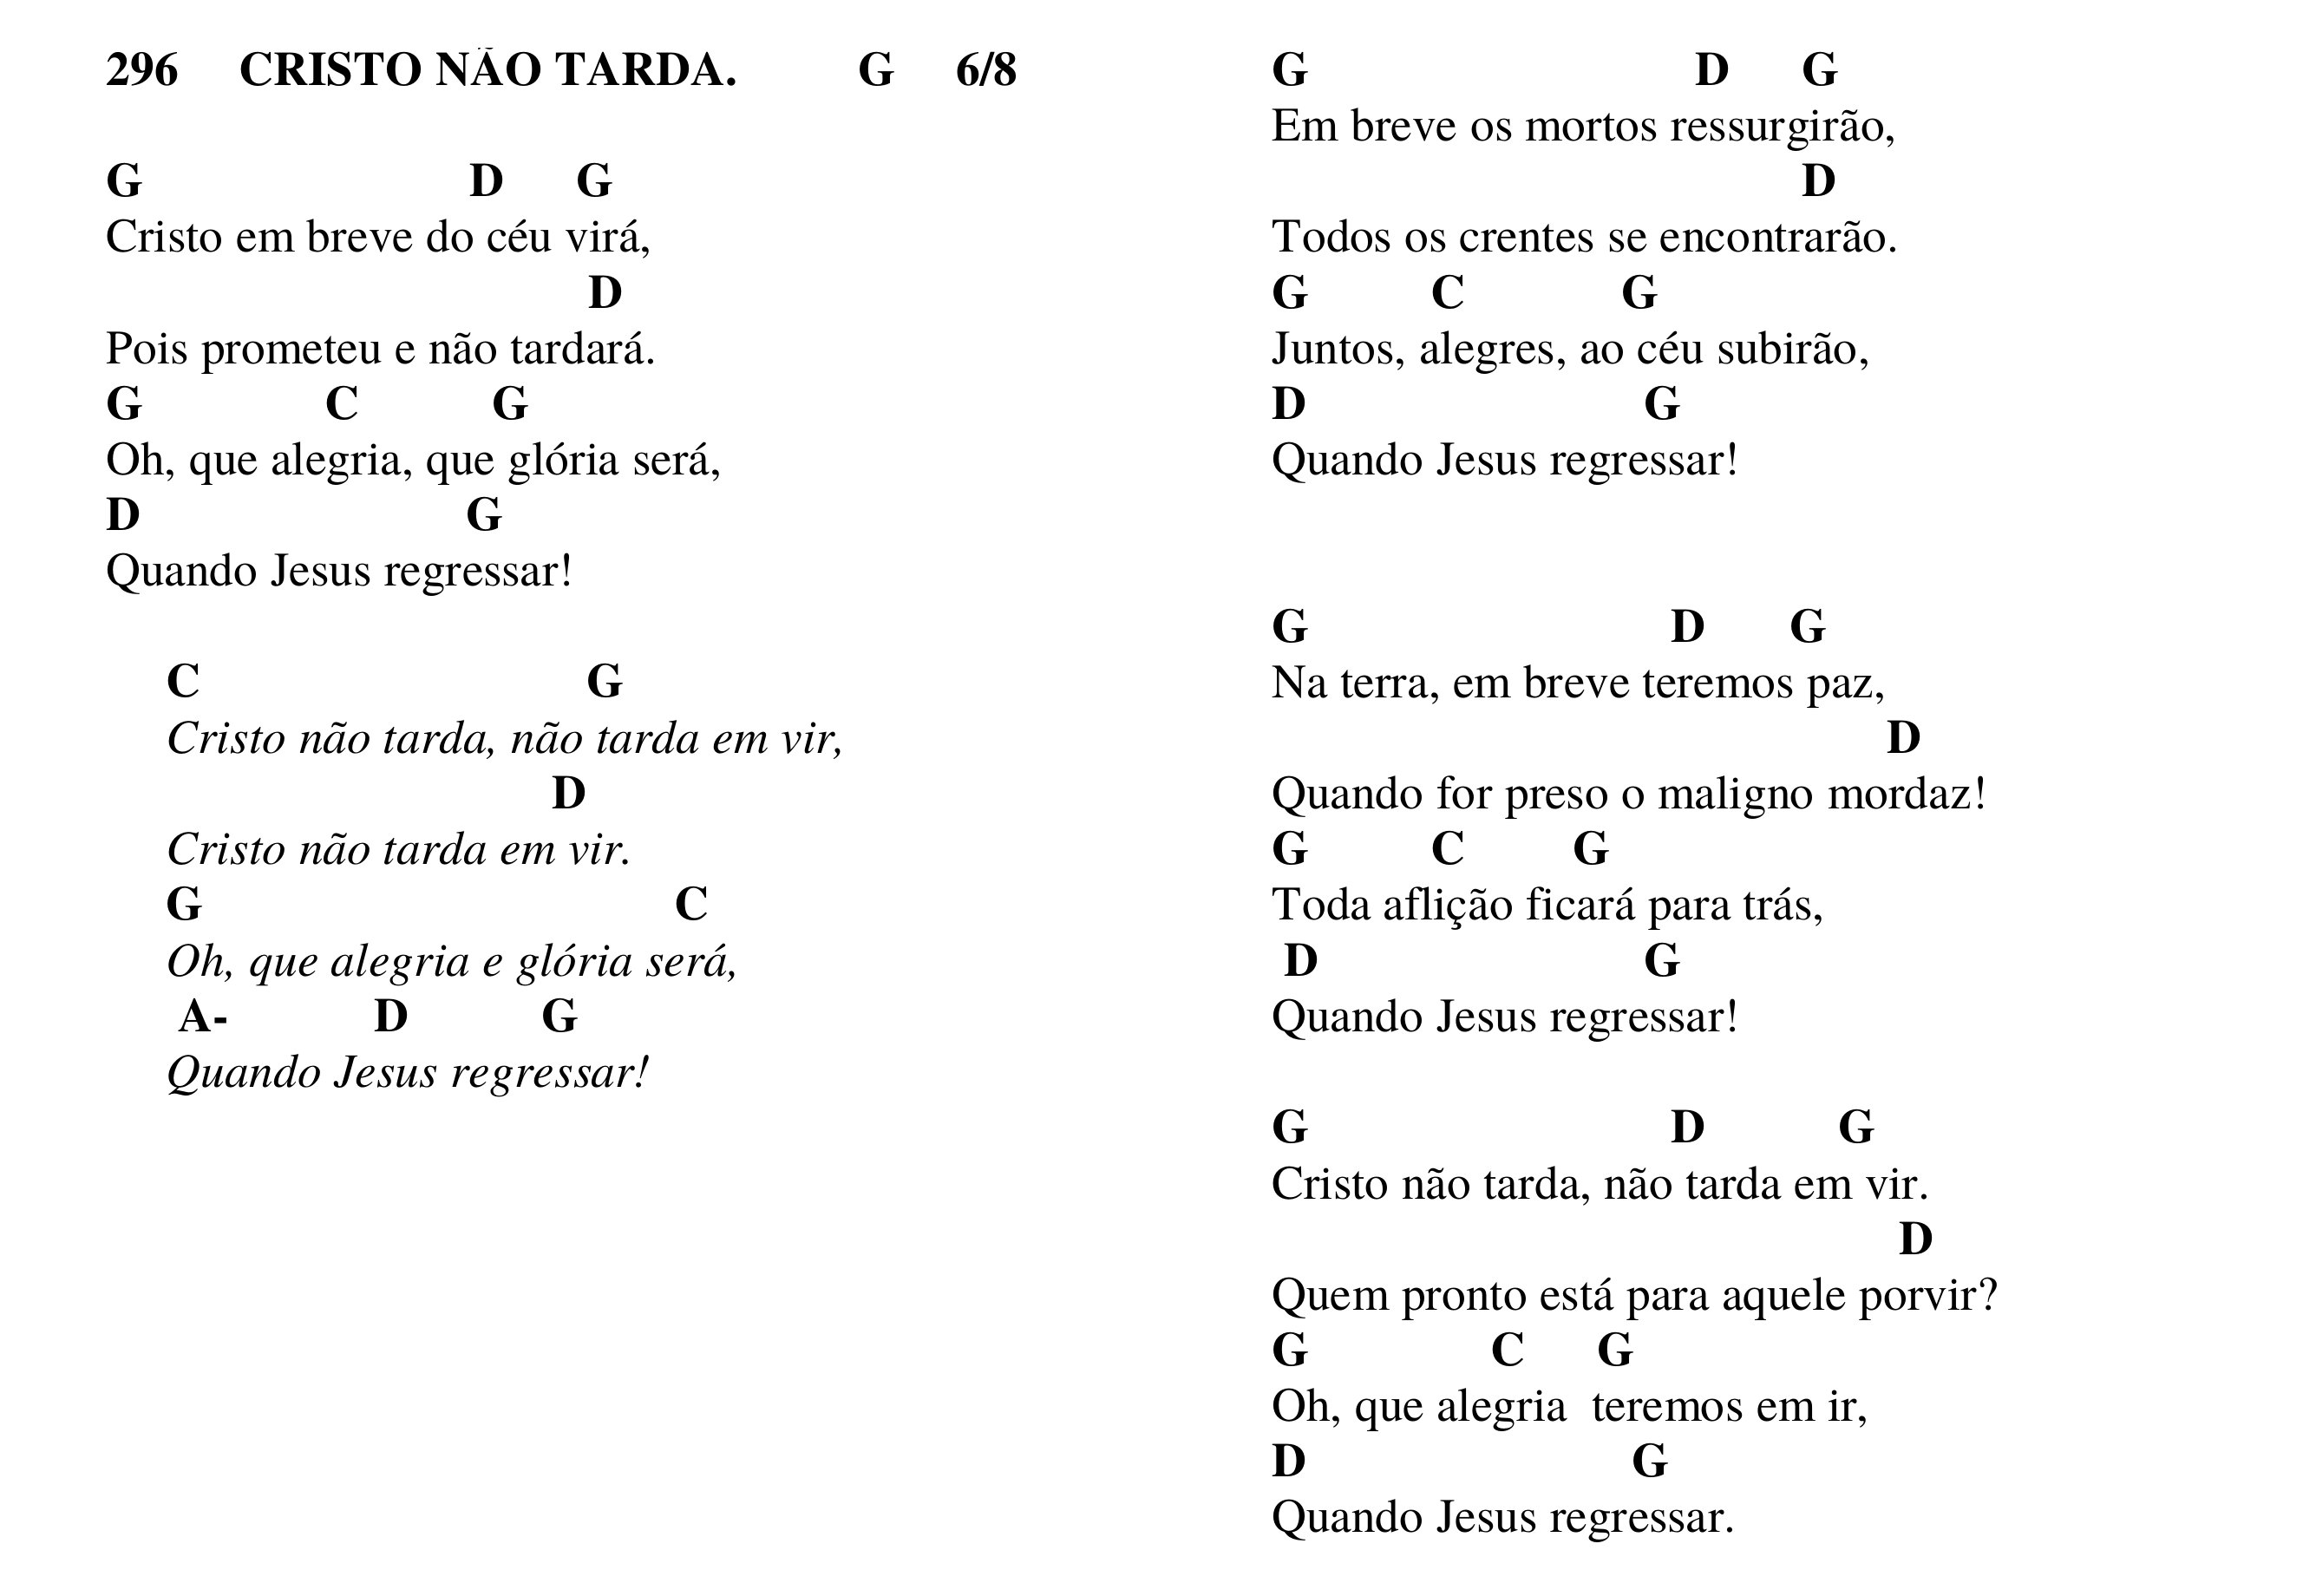 296 CRISTO NÃO TARDA. G 6/8
G D G
Cristo em breve do céu virá,
D
Pois prometeu e não tardará.
G C G
Oh, que alegria, que glória será,
D G
Quando Jesus regressar!
C G
Cristo não tarda, não tarda em vir,
D
Cristo não tarda em vir.
G C
Oh, que alegria e glória será,
A- D G
Quando Jesus regressar!
G D G
Em breve os mortos ressurgirão,
D
Todos os crentes se encontrarão.
G C G
Juntos, alegres, ao céu subirão,
D G
Quando Jesus regressar!
G D G
Na terra, em breve teremos paz,
D
Quando for preso o maligno mordaz!
G C G
Toda aflição ficará para trás,
D G
Quando Jesus regressar!
G D G
Cristo não tarda, não tarda em vir.
D
Quem pronto está para aquele porvir?
G C G
Oh, que alegria teremos em ir,
D G
Quando Jesus regressar.